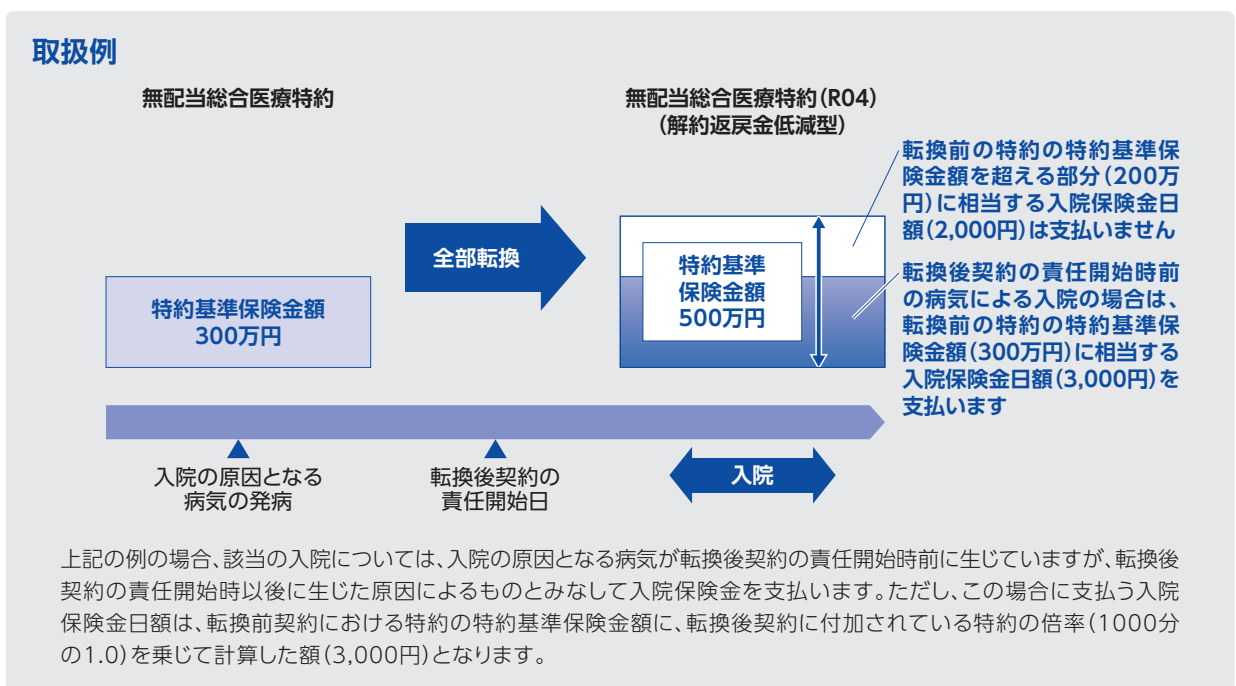 取扱例
無配当総合医療特約
無配当総合医療特約(R04)
(解約返戻金低減型)
転換前の特約の特約基準保
険金額を超える部分(200万
円)に相当する入院保険金日
額(2,000円)は支払いません
全部転換
特約基準
保険金額
500万円
特約基準保険金額
300万円
転換後契約の責任開始時前
の病気による入院の場合は、
転換前の特約の特約基準保
険金額(300万円)に相当する
入院保険金日額(3,000円)を
支払います
入院の原因となる
病気の発病
転換後契約の
責任開始日
入院
上記の例の場合、該当の入院については、入院の原因となる病気が転換後契約の責任開始時前に生じていますが、転換後
契約の責任開始時以後に生じた原因によるものとみなして入院保険金を支払います。ただし、この場合に支払う入院
保険金日額は、転換前契約における特約の特約基準保険金額に、転換後契約に付加されている特約の倍率(1000分
の1.0)を乗じて計算した額(3,000円)となります。